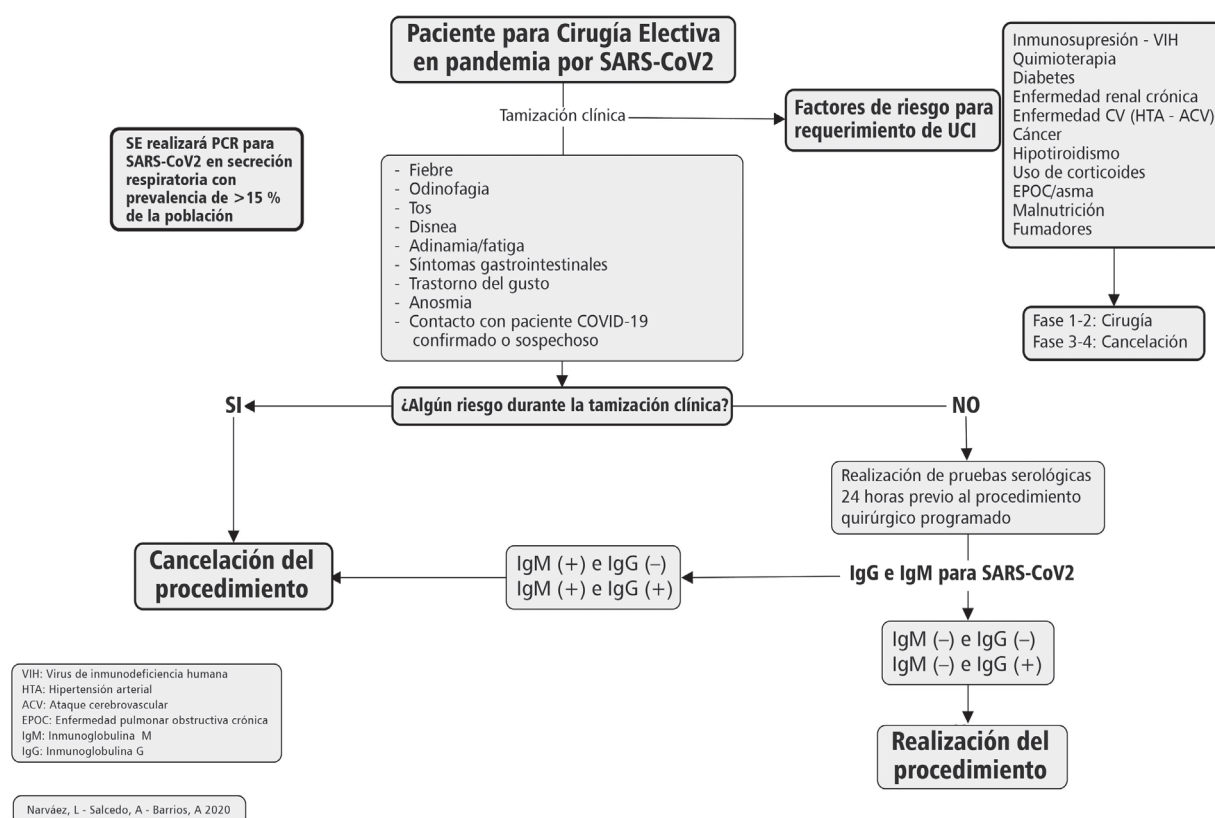 Paciente para Cirugía Electiva
en pandemia por SARS-CoV2
Tamización clínica
Factores de riesgo para
requerimiento de UCI
Inmunosupresión - VIH
Quimioterapia
Diabetes
Enfermedad renal crónica
Enfermedad CV (HTA - ACV)
Cáncer
Hipotiroidismo
Uso de corticoides
EPOC/asma
Malnutrición
Fumadores
Fase 1-2: Cirugía
Fase 3-4: Cancelación
SE realizará PCR para
SARS-CoV2 en secreción
respiratoria con
prevalencia de >15 %
de la población
- Fiebre
- Odinofagia
- Tos
- Disnea
- Adinamia/fatiga
- Síntomas gastrointestinales
- Trastorno del gusto
- Anosmia
- Contacto con paciente COVID-19
confirmado o sospechoso
SI
¿Algún riesgo durante la tamización clínica?
NO
Realización de pruebas serológicas
24 horas previo al procedimiento
quirúrgico programado
Cancelación del
procedimiento
IgM (+) e IgG (–)
IgM (+) e IgG (+)
IgG e IgM para SARS-CoV2
IgM (–) e IgG (–)
IgM (–) e IgG (+)
Realización del
procedimiento
VIH: Virus de inmunodeficiencia humana
HTA: Hipertensión arterial
ACV: Ataque cerebrovascular
EPOC: Enfermedad pulmonar obstructiva crónica
IgM: Inmunoglobulina M
IgG: Inmunoglobulina G
Narváez, L - Salcedo, A - Barrios, A 2020